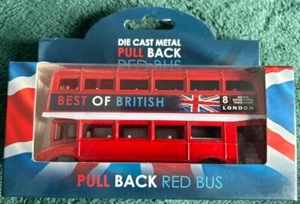 DIE CAST METAL
PULL BACK
RED BUS
BEST OF BRITISH
8
LONDON
PULL BACK RED BUS